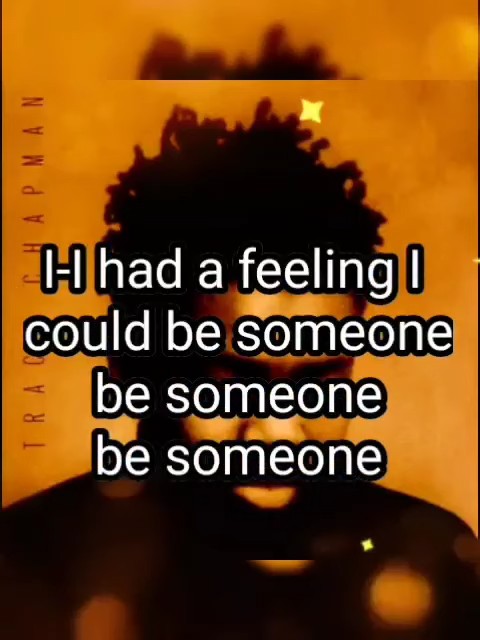 TRACY CHAPMAN
I-I had a feeling I
could be someone
be someone
be someone